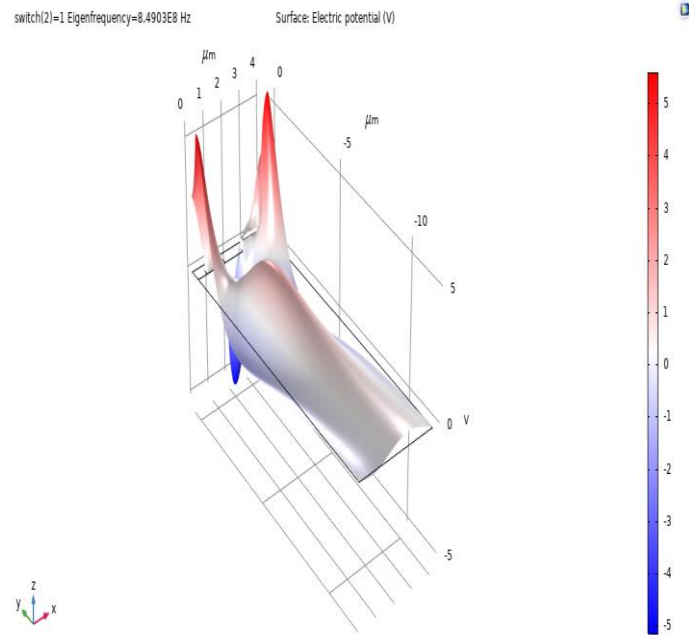 switch(2)=1 Eigenfrequency=8.4903E8 Hz
Surface: Electric potential (V)
µm
0
1
2
3
4
0
µm
-5
-10
5
0
V
-5
5
4
3
2
1
0
-1
-2
-3
-4
-5
z
y
x